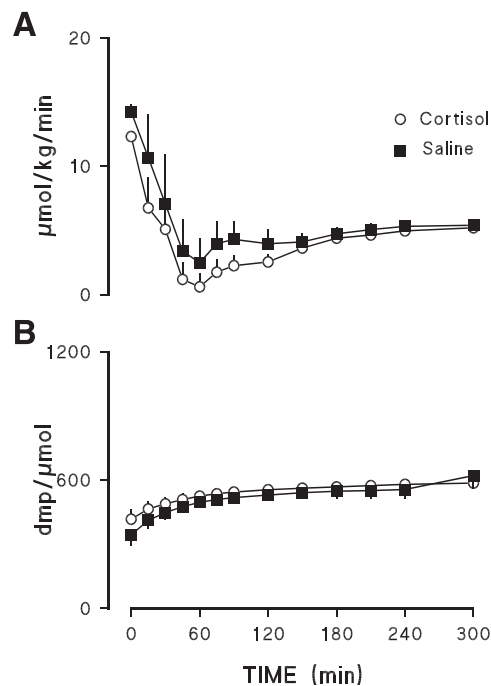 A
20
10
0
µmol/kg/min
Cortisol
Saline
B
1200
600
0
dmp/µmol
0 60 120 180 240 300
TIME (min)